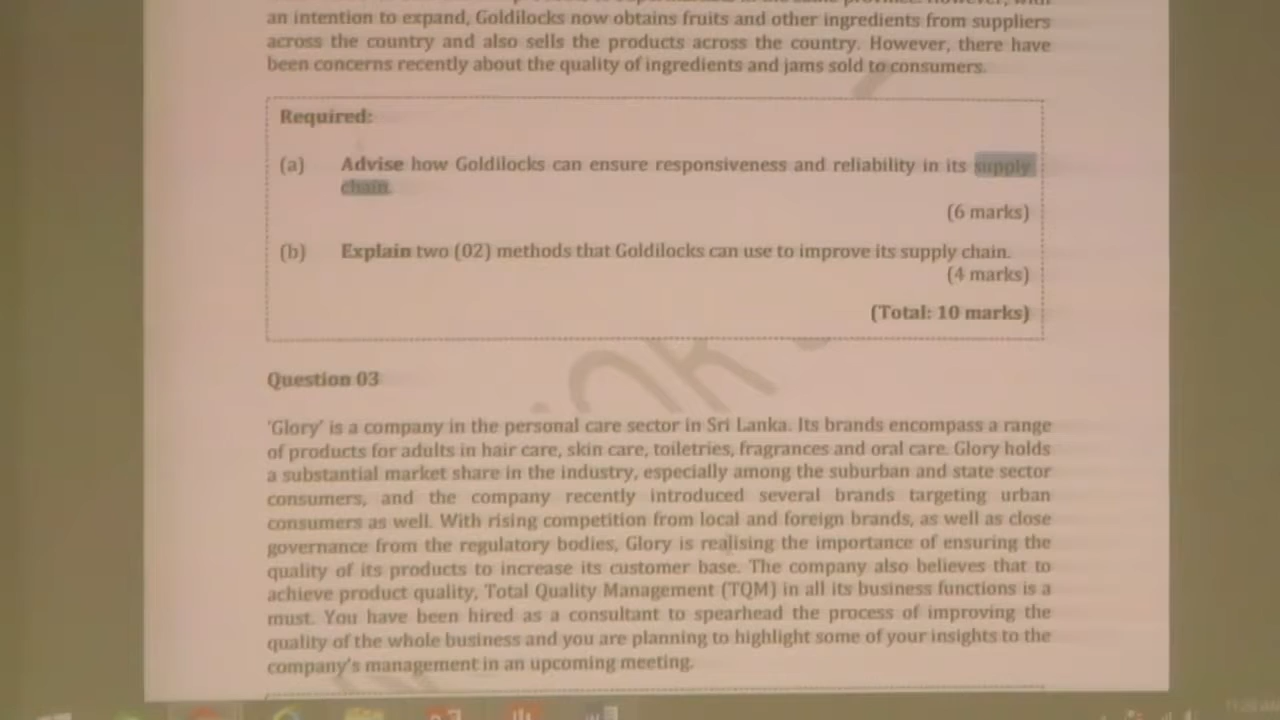 an intention to expand, Goldilocks now obtains fruits and other ingredients from suppliers
across the country and also sells the products across the country. However, there have
been concerns recently about the quality of ingredients and jams sold to consumers.
Required:
(a) Advise how Goldilocks can ensure responsiveness and reliability in its supply
chain.
(6 marks)
(b) Explain two (02) methods that Goldilocks can use to improve its supply chain.
(4 marks)
(Total: 10 marks)
Question 03
'Glory' is a company in the personal care sector in Sri Lanka. Its brands encompass a range
of products for adults in hair care, skin care, toiletries, fragrances and oral care. Glory holds
a substantial market share in the industry, especially among the suburban and state sector
consumers, and the company recently introduced several brands targeting urban
consumers as well. With rising competition from local and foreign brands, as well as close
governance from the regulatory bodies, Glory is realising the importance of ensuring the
quality of its products to increase its customer base. The company also believes that to
achieve product quality, Total Quality Management (TQM) in all its business functions is a
must. You have been hired as a consultant to spearhead the process of improving the
quality of the whole business and you are planning to highlight some of your insights to the
company's management in an upcoming meeting.